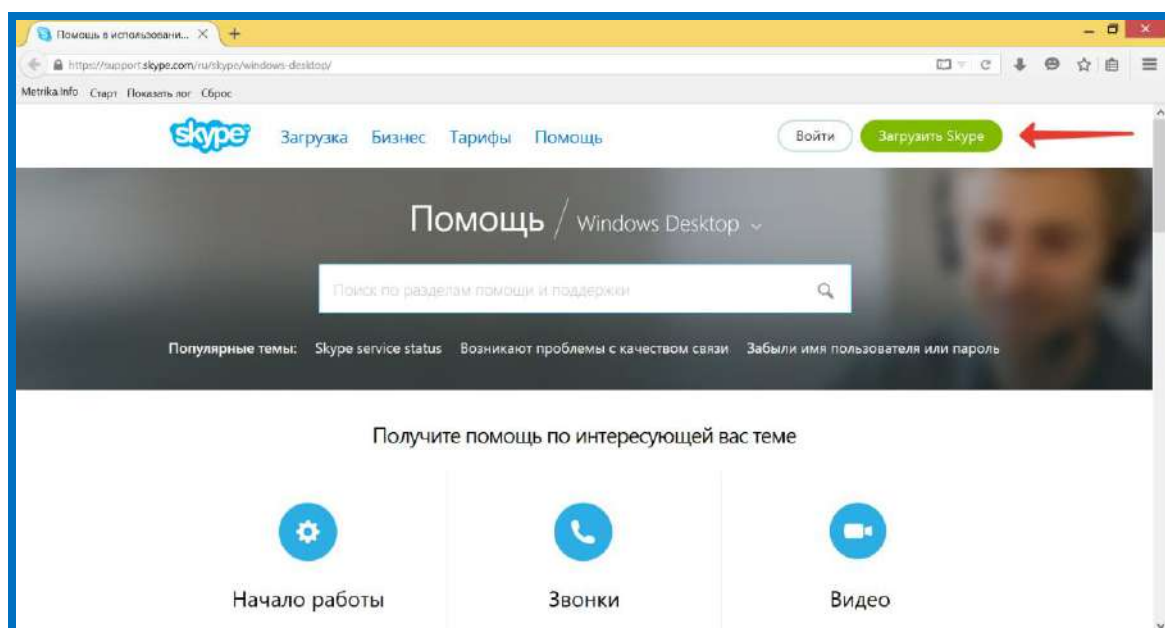 Помощь в использовани...
https://support.skype.com/ru/skype/windows-desktop/
Metrika.Info Старт Показать лог Сброс
skype Загрузка Бизнес Тарифы Помощь Войти Загрузить Skype
Помощь / Windows Desktop
Поиск по разделам помощи и поддержки
Популярные темы: Skype service status Возникают проблемы с качеством связи Забыли имя пользователя или пароль
Получите помощь по интересующей вас теме
Начало работы Звонки Видео